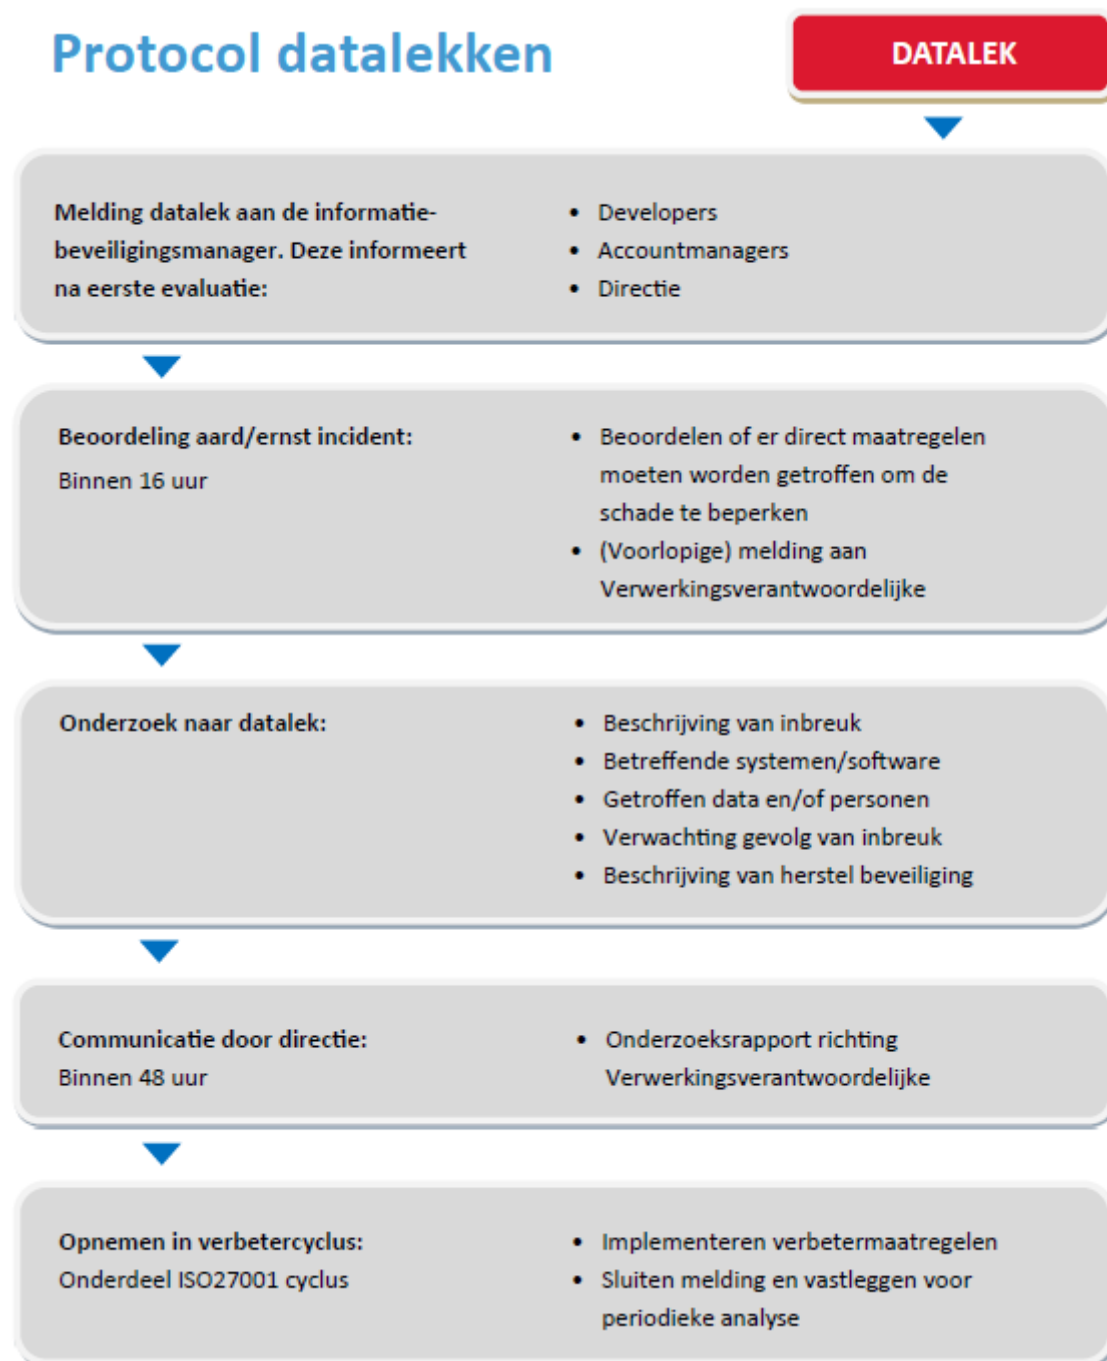 Protocol datalekken
DATALEK
Melding datalek aan de informatie-
beveiligingsmanager. Deze informeert
na eerste evaluatie:
• Developers
• Accountmanagers
• Directie
Beoordeling aard/ernst incident:
Binnen 16 uur
• Beoordelen of er direct maatregelen
moeten worden getroffen om de
schade te beperken
• (Voorlopige) melding aan
Verwerkingsverantwoordelijke
Onderzoek naar datalek:
• Beschrijving van inbreuk
• Betreffende systemen/software
• Getroffen data en/of personen
• Verwachting gevolg van inbreuk
• Beschrijving van herstel beveiliging
Communicatie door directie:
Binnen 48 uur
• Onderzoeksrapport richting
Verwerkingsverantwoordelijke
Opnemen in verbetercyclus:
Onderdeel ISO27001 cyclus
• Implementeren verbetermaatregelen
• Sluiten melding en vastleggen voor
periodieke analyse